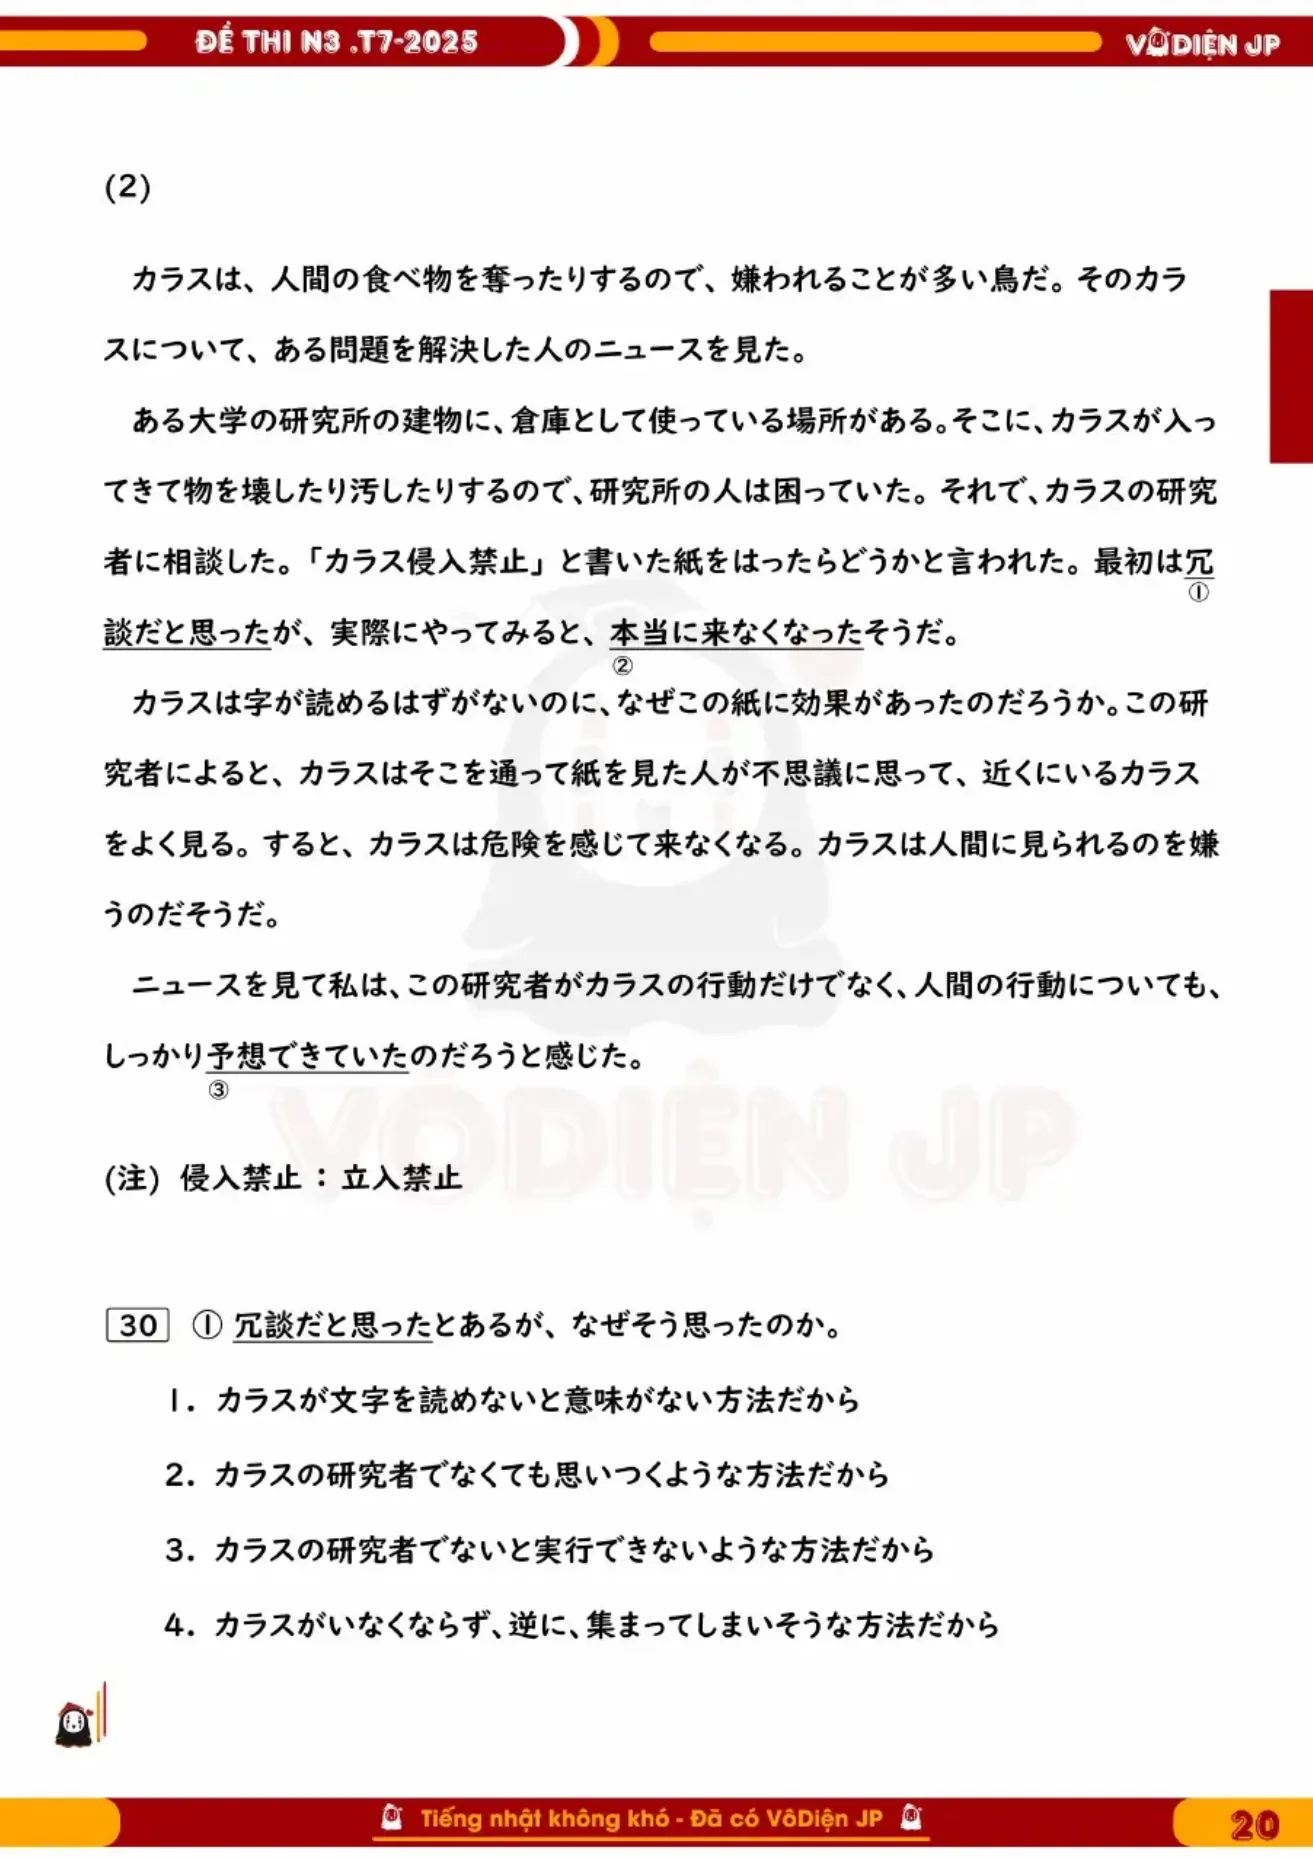 ĐỀ THI N3 .T7-2025
VÔDIỆN JP
(2)
カラスは、人間の食べ物を奪ったりするので、嫌われることが多い鳥だ。そのカラ
スについて、ある問題を解決した人のニュースを見た。
ある大学の研究所の建物に、倉庫として使っている場所がある。そこに、カラスが入っ
てきて物を壊したり汚したりするので、研究所の人は困っていた。それで、カラスの研究
者に相談した。「カラス侵入禁止」と書いた紙をはったらどうかと言われた。最初は冗
①
談だと思ったが、実際にやってみると、本当に来なくなったそうだ。
②
カラスは字が読めるはずがないのに、なぜこの紙に効果があったのだろうか。この研
究者によると、カラスはそこを通って紙を見た人が不思議に思って、近くにいるカラス
をよく見る。すると、カラスは危険を感じて来なくなる。カラスは人間に見られるのを嫌
うのだそうだ。
ニュースを見て私は、この研究者がカラスの行動だけでなく、人間の行動についても、
しっかり予想できていたのだろうと感じた。
③
VÔDIỆN JP
(注) 侵入禁止：立入禁止
30 ①冗談だと思ったとあるが、なぜそう思ったのか。
1. カラスが文字を読めないと意味がない方法だから
2. カラスの研究者でなくても思いつくような方法だから
3. カラスの研究者でないと実行できないような方法だから
4. カラスがいなくならず、逆に、集まってしまいそうな方法だから
Tiếng nhật không khó - Đã có VôDiện JP
20